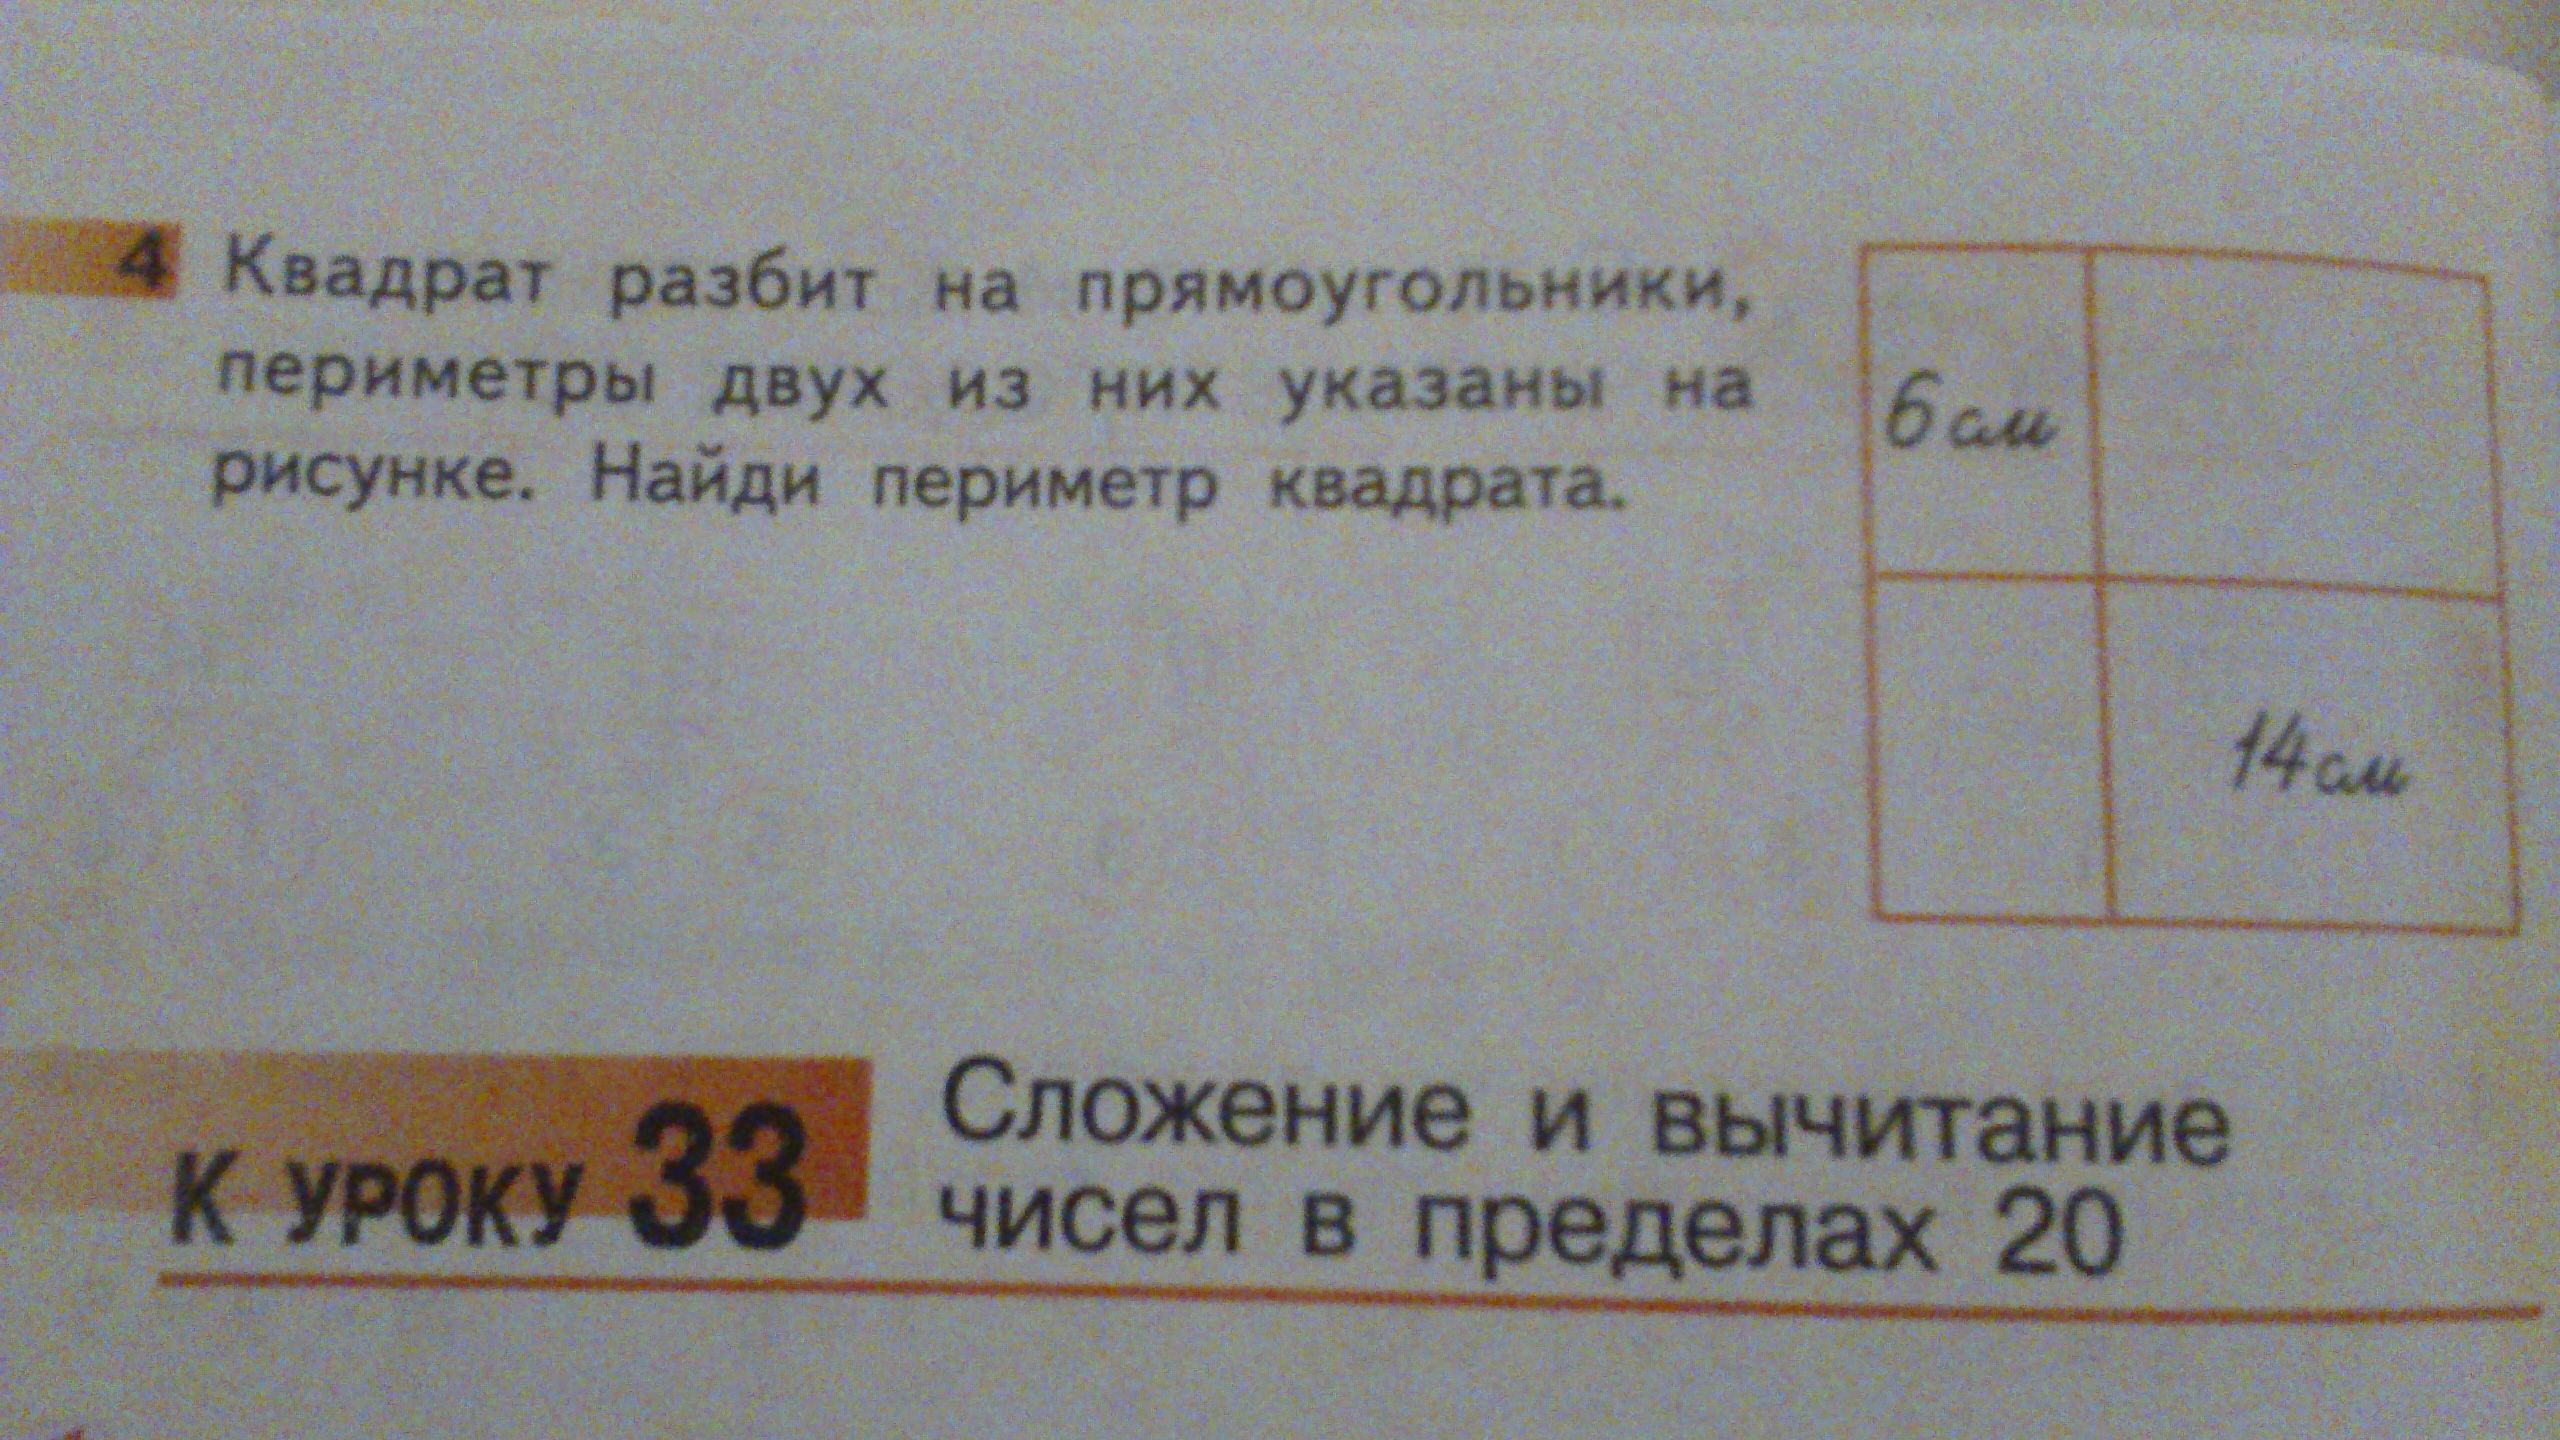 4 Квадрат разбит на прямоугольники,
периметры двух из них указаны на
рисунке. Найди периметр квадрата.
6 см
14 см
К УРОКУ 33
Сложение и вычитание
чисел в пределах 20